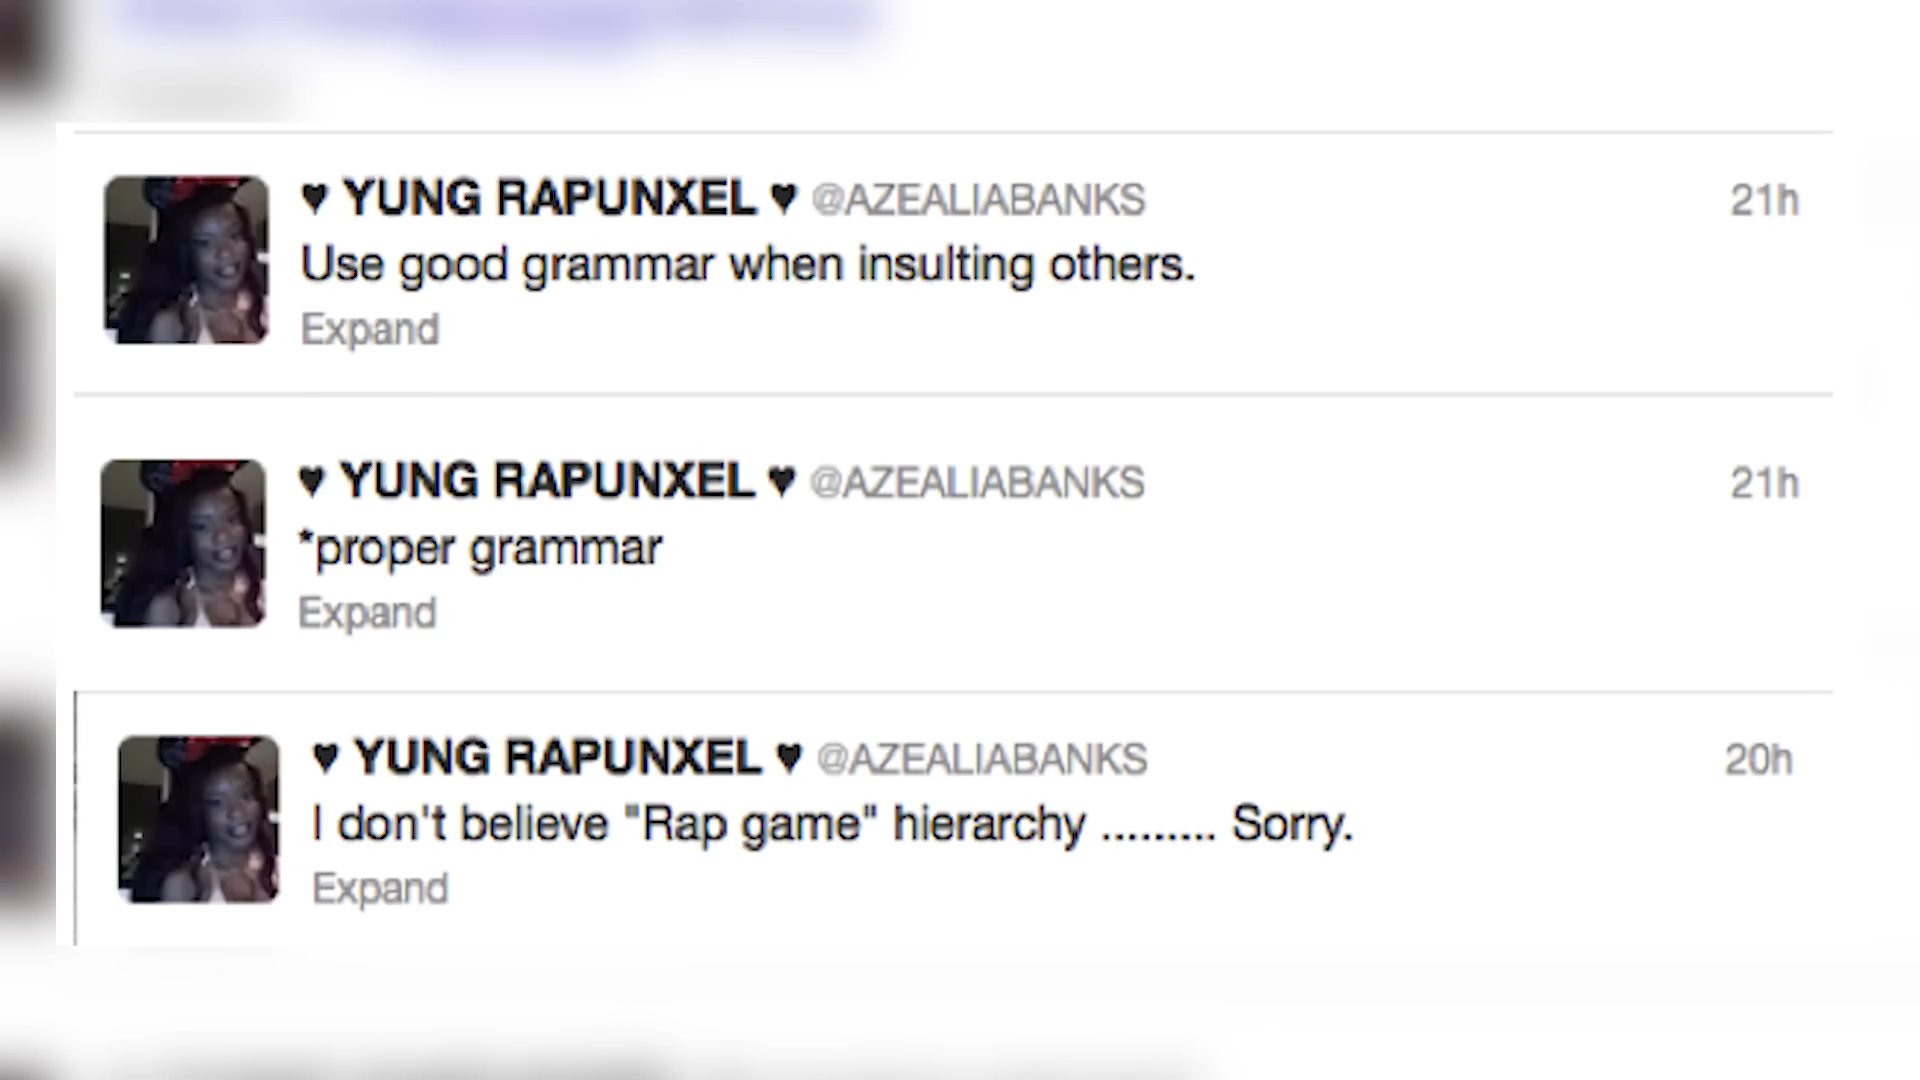 ♥ YUNG RAPUNXEL ♥ @AZEALIABANKS 21h
Use good grammar when insulting others.
Expand
♥ YUNG RAPUNXEL ♥ @AZEALIABANKS 21h
*proper grammar
Expand
♥ YUNG RAPUNXEL ♥ @AZEALIABANKS 20h
I don't believe "Rap game" hierarchy ......... Sorry.
Expand